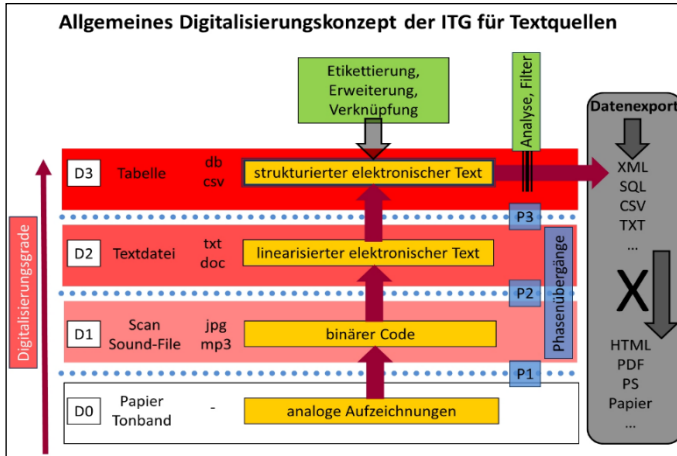 Allgemeines Digitalisierungskonzept der ITG für Textquellen
Etikettierung,
Erweiterung,
Verknüpfung
Analyse, Filter
Datenexport
XML
SQL
CSV
TXT
...
X
HTML
PDF
PS
Papier
...
Digitalisierungsgrade
D3
Tabelle
db
csv
strukturierter elektronischer Text
P3
D2
Textdatei
txt
doc
linearisierter elektronischer Text
Phasenübergänge
P2
D1
Scan
Sound-File
jpg
mp3
binärer Code
P1
D0
Papier
Tonband
-
analoge Aufzeichnungen